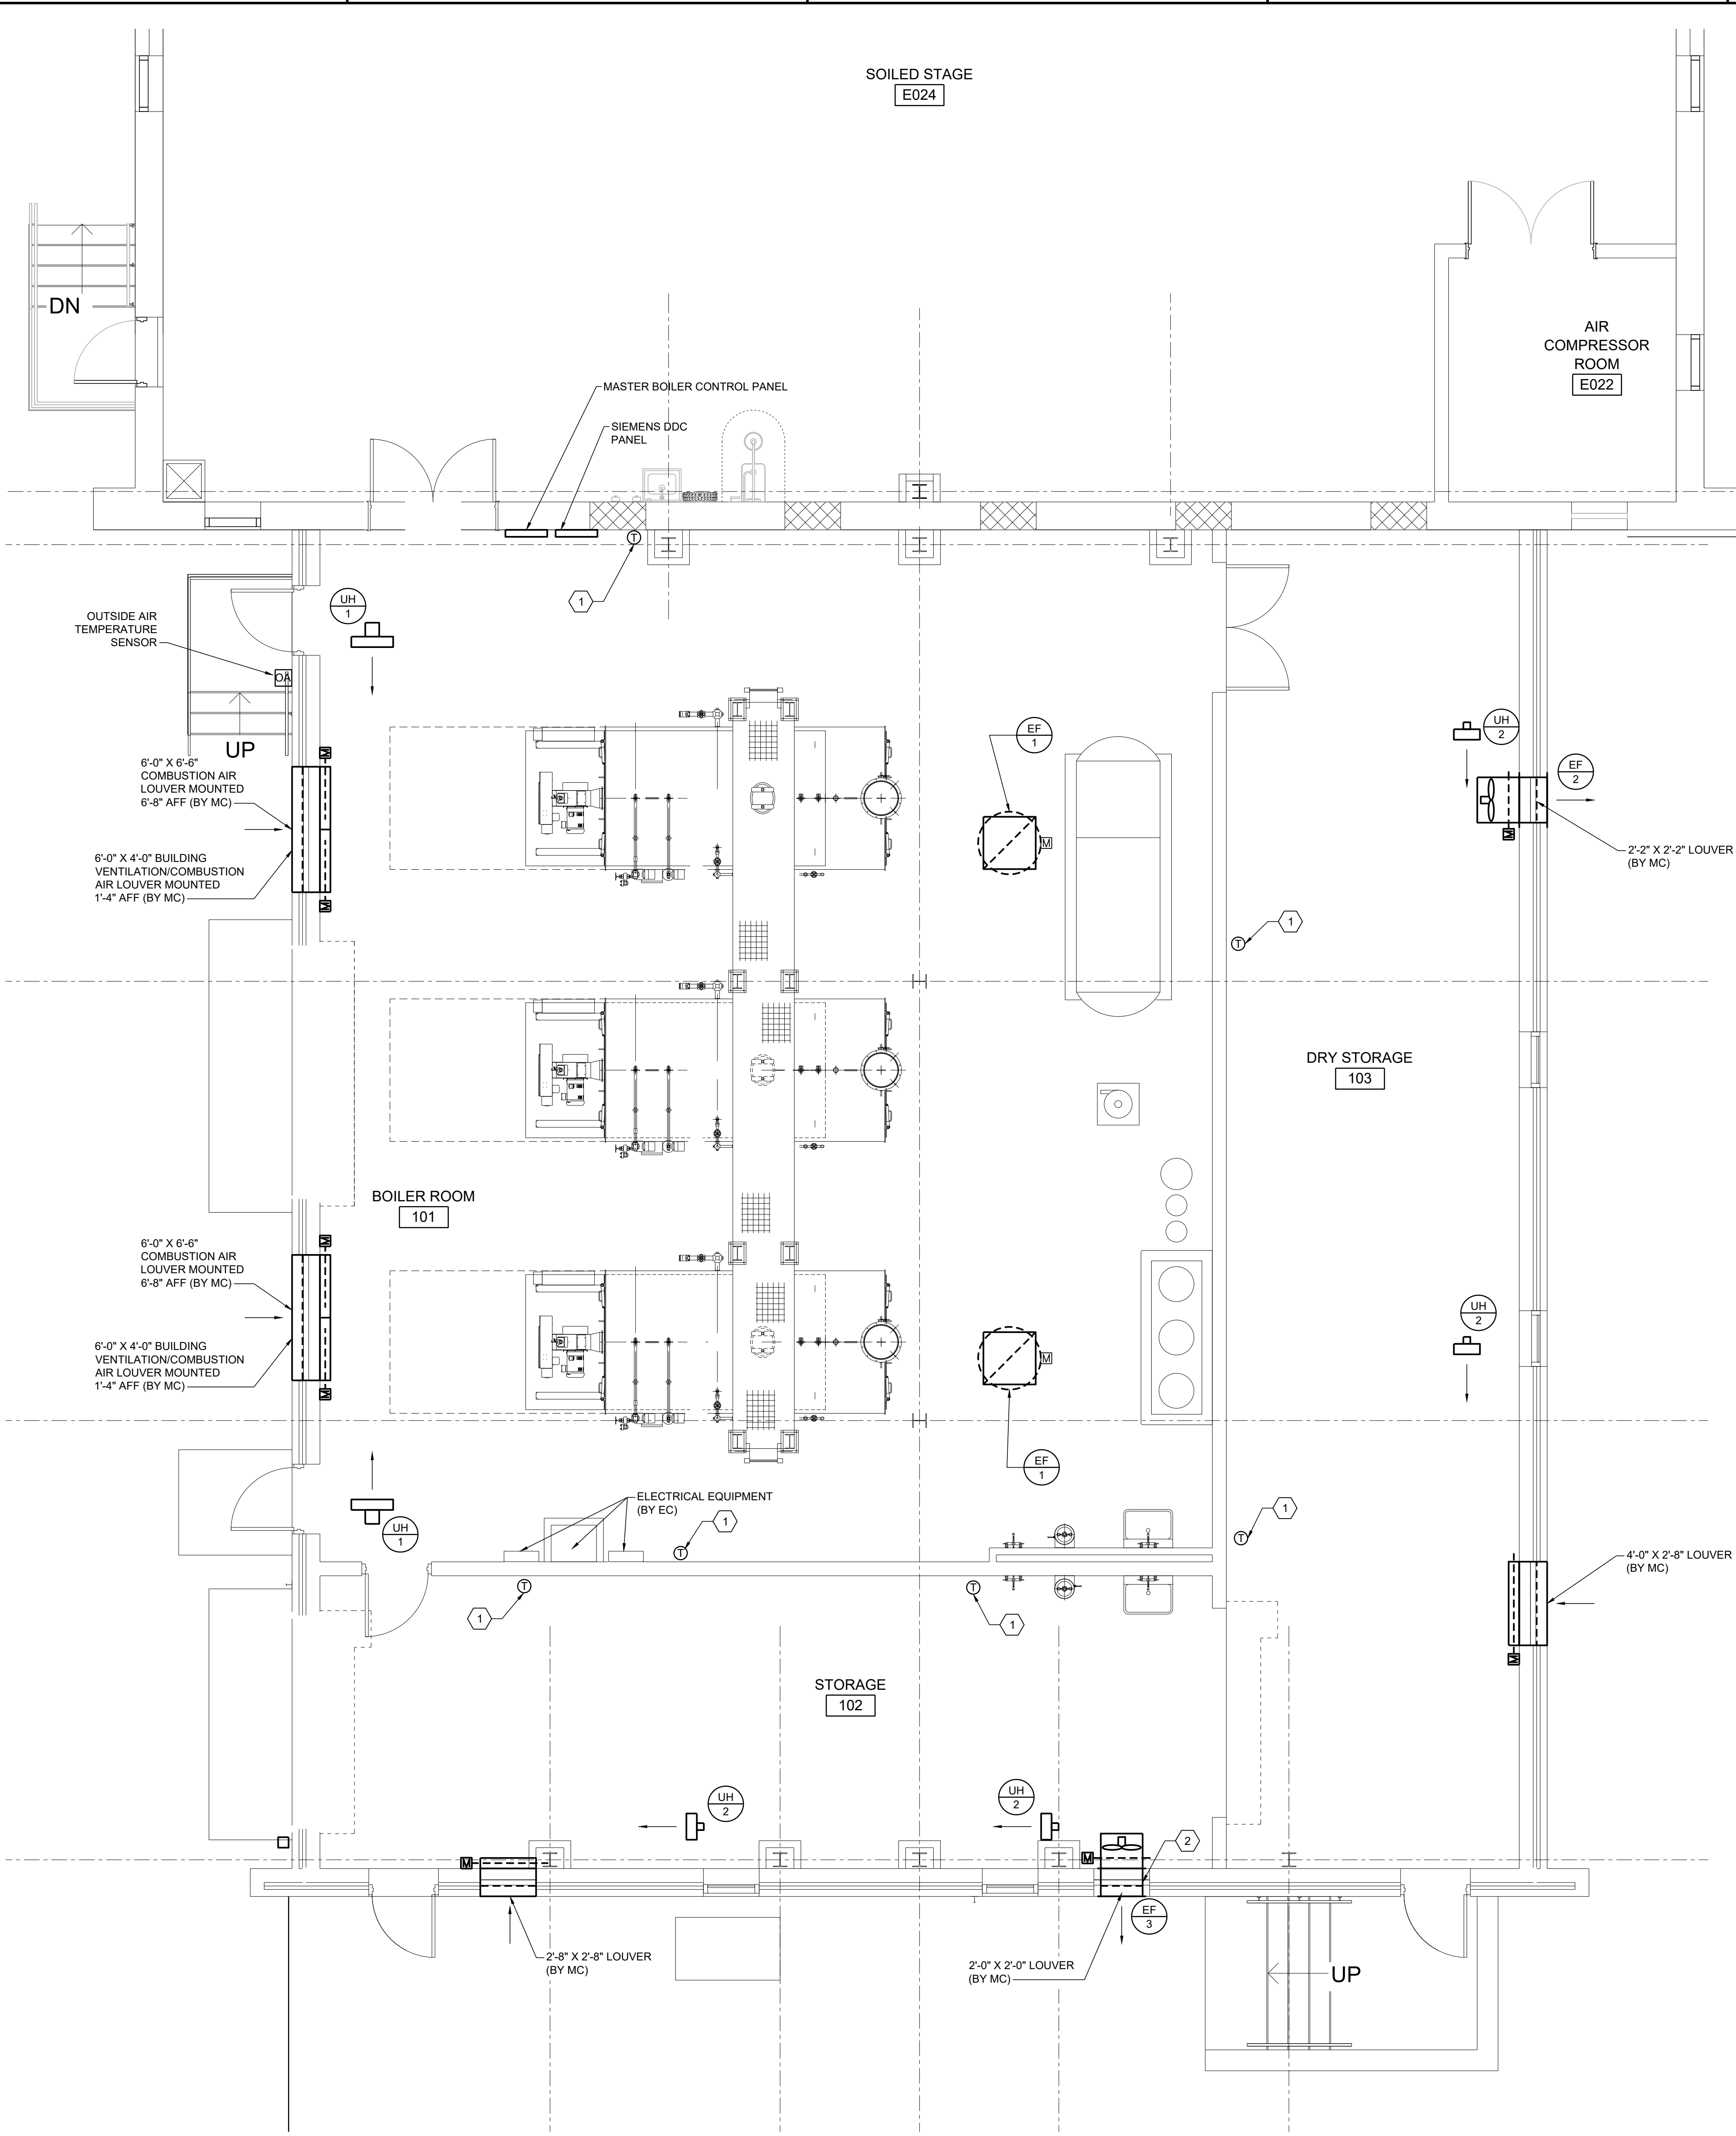 SOILED STAGE
E024
DN
AIR
COMPRESSOR
ROOM
E022
MASTER BOILER CONTROL PANEL
SIEMENS DDC
PANEL
T
1
UH
1
OUTSIDE AIR
TEMPERATURE
SENSOR
OA
UP
6'-0" X 6'-6"
COMBUSTION AIR
LOUVER MOUNTED
6'-8" AFF (BY MC)
M
6'-0" X 4'-0" BUILDING
VENTILATION/COMBUSTION
AIR LOUVER MOUNTED
1'-4" AFF (BY MC)
M
EF
1
M
UH
2
EF
2
M
2'-2" X 2'-2" LOUVER
(BY MC)
1
T
DRY STORAGE
103
BOILER ROOM
101
6'-0" X 6'-6"
COMBUSTION AIR
LOUVER MOUNTED
6'-8" AFF (BY MC)
M
6'-0" X 4'-0" BUILDING
VENTILATION/COMBUSTION
AIR LOUVER MOUNTED
1'-4" AFF (BY MC)
M
UH
2
M
EF
1
ELECTRICAL EQUIPMENT
(BY EC)
1
T
UH
1
1
T
4'-0" X 2'-8" LOUVER
(BY MC)
M
T
1
T
1
STORAGE
102
UH
2
UH
2
M
M
2
EF
3
2'-8" X 2'-8" LOUVER
(BY MC)
2'-0" X 2'-0" LOUVER
(BY MC)
UP